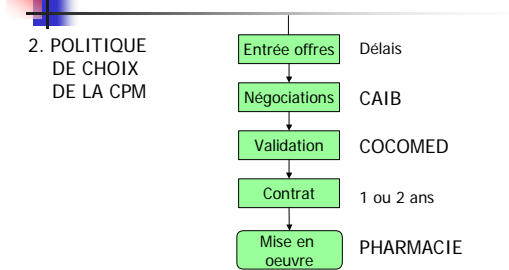 2. POLITIQUE
DE CHOIX
DE LA CPM
Entrée offres
Délais
Négociations
CAIB
Validation
COCOMED
Contrat
1 ou 2 ans
Mise en
oeuvre
PHARMACIE